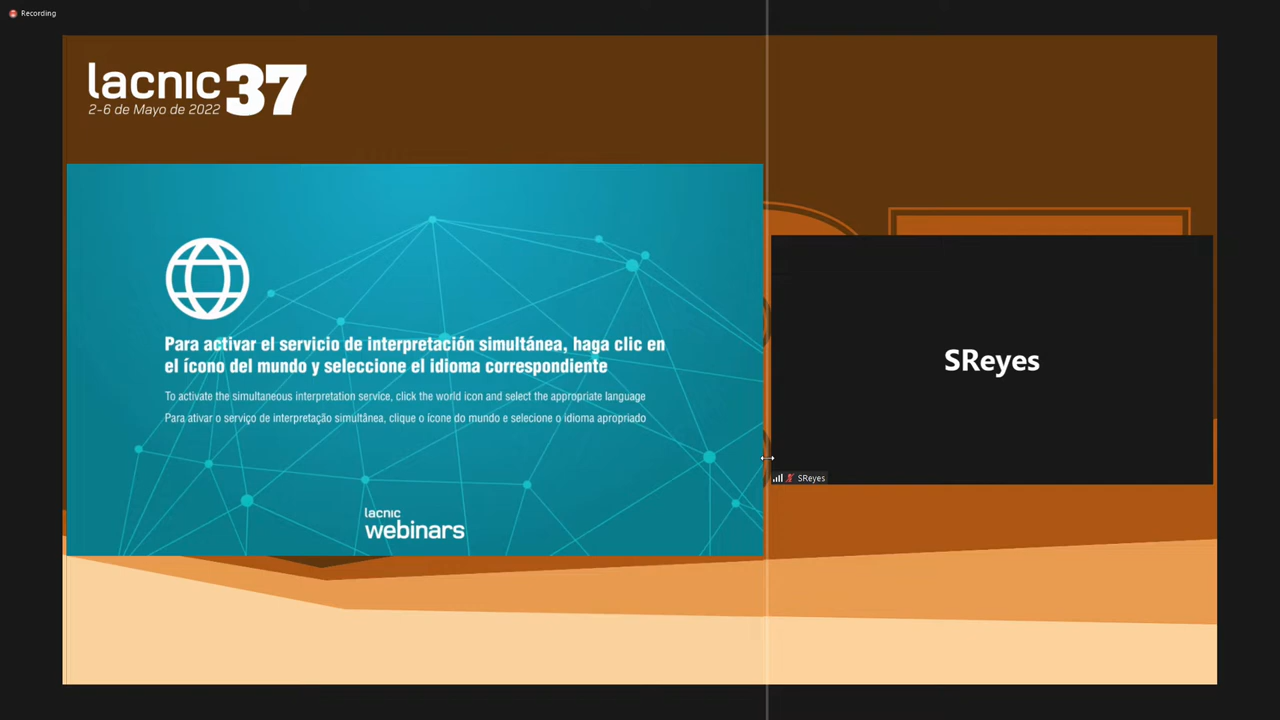 Recording
lacnic 37
2-6 de Mayo de 2022
Para activar el servicio de interpretación simultánea, haga clic en
el ícono del mundo y seleccione el idioma correspondiente
To activate the simultaneous interpretation service, click the world icon and select the appropriate language
Para ativar o serviço de interpretação simultânea, clique o ícone do mundo e selecione o idioma apropriado
lacnic
webinars
SReyes
SReyes